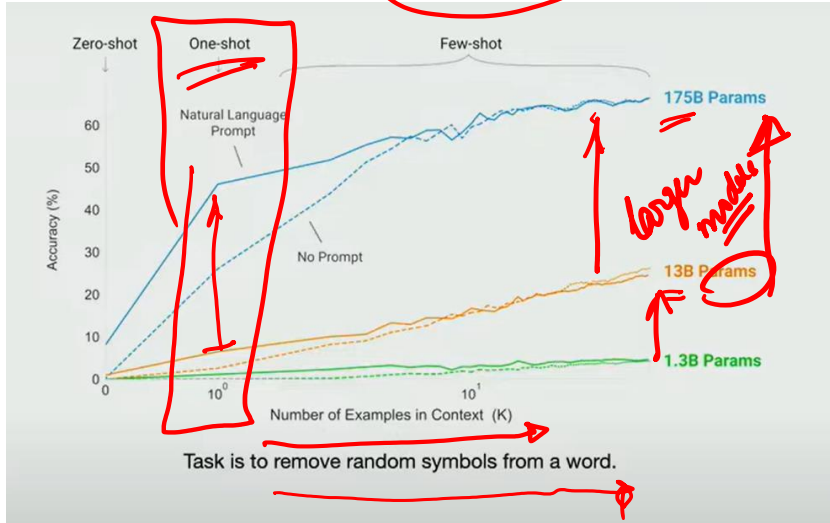 Zero-shot One-shot Few-shot
Natural Language
Prompt
No Prompt
175B Params
larger
models
13B Params
1.3B Params
Accuracy (%)
60
50
40
30
20
10
0
0 10⁰ 10¹
Number of Examples in Context (K)
Task is to remove random symbols from a word.